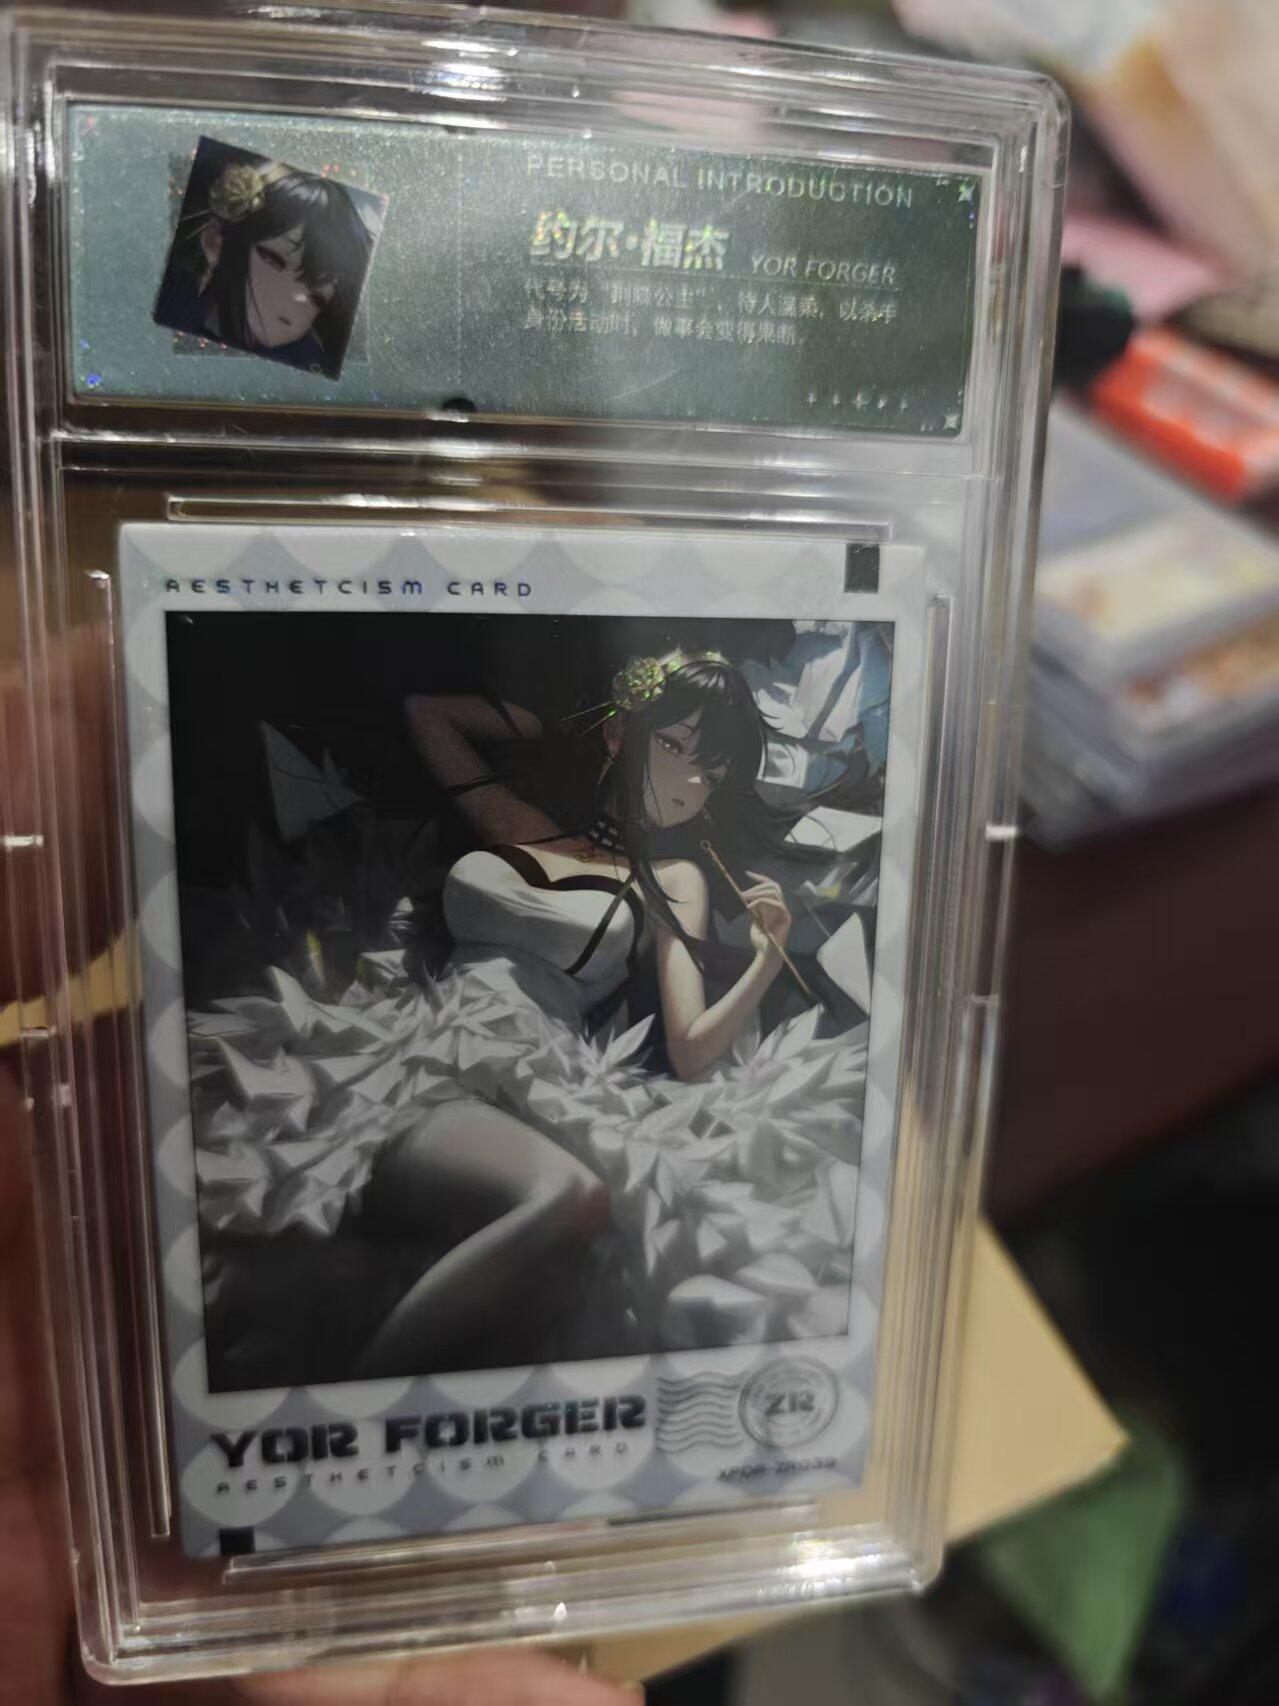 PERSONAL INTRODUCTION
约尔·福杰 YOR FORGER
代号为“荆棘公主”，待人温柔，以杀手
身份活动时，做事会变得果断。
AESTHETCISM CARD
YOR FORGER
AESTHETCISM CARD
ZR